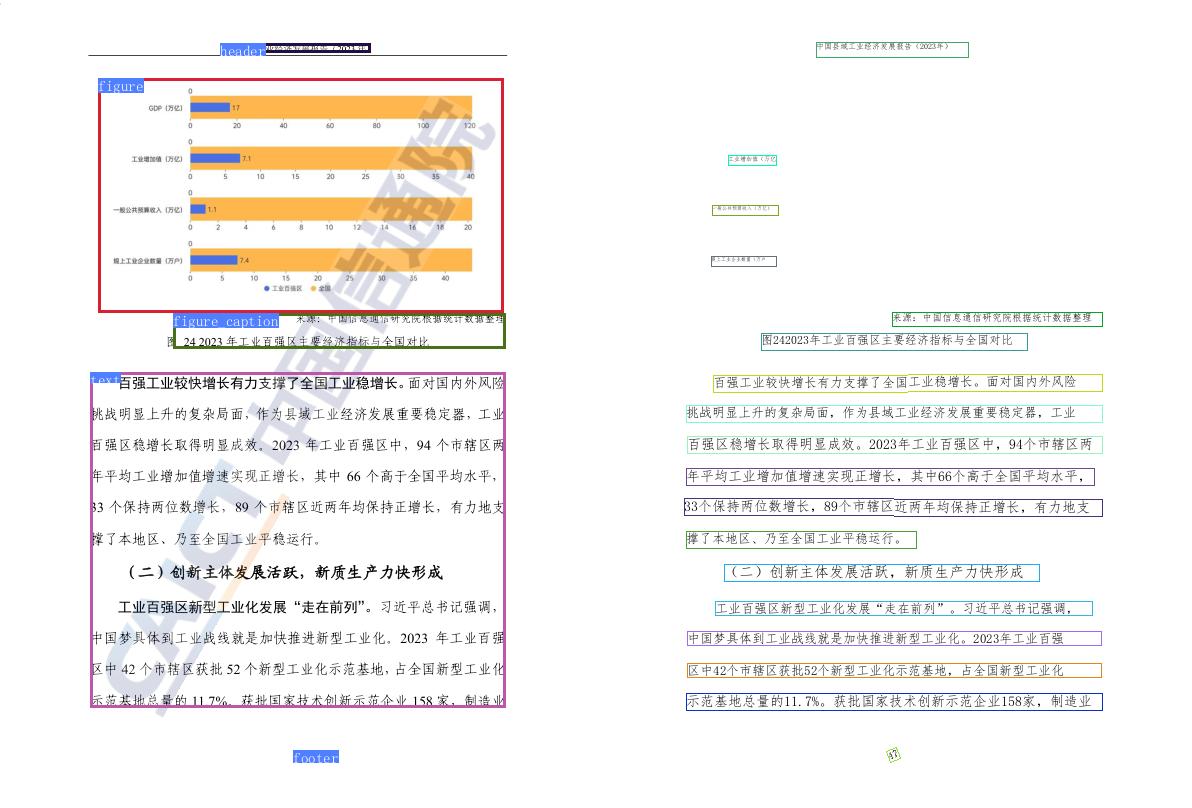 header
figure
0
GDP（万亿） 17
0 20 40 60 80 100 120
0
工业增加值（万亿） 7.1
0 5 10 15 20 25 30 35 40
0
一般公共预算收入（万亿） 1.1
0 2 4 6 8 10 12 14 16 18 20
0
规上工业企业数量（万户） 7.4
0 5 10 15 20 25 30 35 40
工业百强区 全国
figure caption
来源：中国信息通信研究院根据统计数据整理
图 24 2023 年工业百强区主要经济指标与全国对比
text
百强工业较快增长有力支撑了全国工业稳增长。面对国内外风险
挑战明显上升的复杂局面，作为县域工业经济发展重要稳定器，工业
百强区稳增长取得明显成效。2023 年工业百强区中，94 个市辖区两
年平均工业增加值增速实现正增长，其中 66 个高于全国平均水平，
33 个保持两位数增长，89 个市辖区近两年均保持正增长，有力地支
撑了本地区、乃至全国工业平稳运行。
（二）创新主体发展活跃，新质生产力快形成
工业百强区新型工业化发展“走在前列”。习近平总书记强调，
中国梦具体到工业战线就是加快推进新型工业化。2023 年工业百强
区中 42 个市辖区获批 52 个新型工业化示范基地，占全国新型工业化
示范基地总量的 11.7%。获批国家技术创新示范企业 158 家，制造业
footer
CAICT 中国信通院
中国县域工业经济发展报告（2023年）
工业增加值（万亿
一般公共预算收入（万亿）
规上工业企业数量（万户
来源：中国信息通信研究院根据统计数据整理
图242023年工业百强区主要经济指标与全国对比
百强工业较快增长有力支撑了全国工业稳增长。面对国内外风险
挑战明显上升的复杂局面，作为县域工业经济发展重要稳定器，工业
百强区稳增长取得明显成效。2023年工业百强区中，94个市辖区两
年平均工业增加值增速实现正增长，其中66个高于全国平均水平，
33个保持两位数增长，89个市辖区近两年均保持正增长，有力地支
撑了本地区、乃至全国工业平稳运行。
（二）创新主体发展活跃，新质生产力快形成
工业百强区新型工业化发展“走在前列”。习近平总书记强调，
中国梦具体到工业战线就是加快推进新型工业化。2023年工业百强
区中42个市辖区获批52个新型工业化示范基地，占全国新型工业化
示范基地总量的11.7%。获批国家技术创新示范企业158家，制造业
47